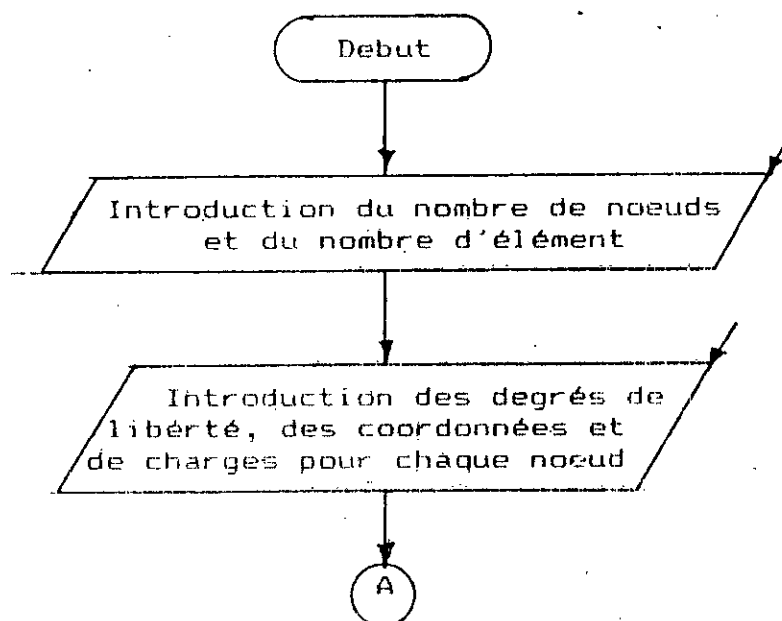 Debut
Introduction du nombre de noeuds
et du nombre d'élément
Introduction des degrés de
libérté, des coordonnées et
de charges pour chaque noeud
A